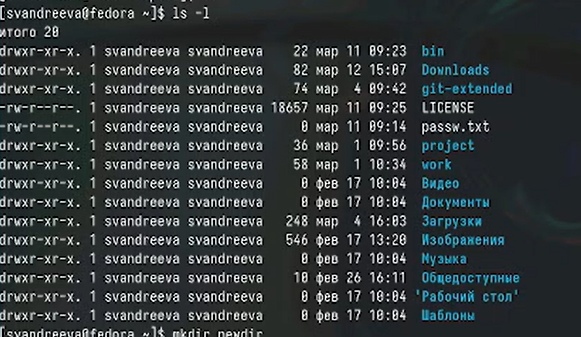 [svandreeva@fedora ~]$ ls -l
итого 20
drwxr-xr-x. 1 svandreeva svandreeva 22 мар 11 09:23 bin
drwxr-xr-x. 1 svandreeva svandreeva 82 мар 12 15:07 Downloads
drwxr-xr-x. 1 svandreeva svandreeva 74 мар 4 09:42 git-extended
-rw-r--r--. 1 svandreeva svandreeva 18657 мар 11 09:25 LICENSE
-rw-r--r--. 1 svandreeva svandreeva 0 мар 11 09:14 passw.txt
drwxr-xr-x. 1 svandreeva svandreeva 36 мар 1 09:56 project
drwxr-xr-x. 1 svandreeva svandreeva 58 мар 1 10:34 work
drwxr-xr-x. 1 svandreeva svandreeva 0 фев 17 10:04 Видео
drwxr-xr-x. 1 svandreeva svandreeva 0 фев 17 10:04 Документы
drwxr-xr-x. 1 svandreeva svandreeva 248 мар 4 16:03 Загрузки
drwxr-xr-x. 1 svandreeva svandreeva 546 фев 17 13:20 Изображения
drwxr-xr-x. 1 svandreeva svandreeva 0 фев 17 10:04 Музыка
drwxr-xr-x. 1 svandreeva svandreeva 10 фев 26 16:11 Общедоступные
drwxr-xr-x. 1 svandreeva svandreeva 0 фев 17 10:04 'Рабочий стол'
drwxr-xr-x. 1 svandreeva svandreeva 0 фев 17 10:04 Шаблоны
[svandreeva@fedora ~]$ mkdir newdir